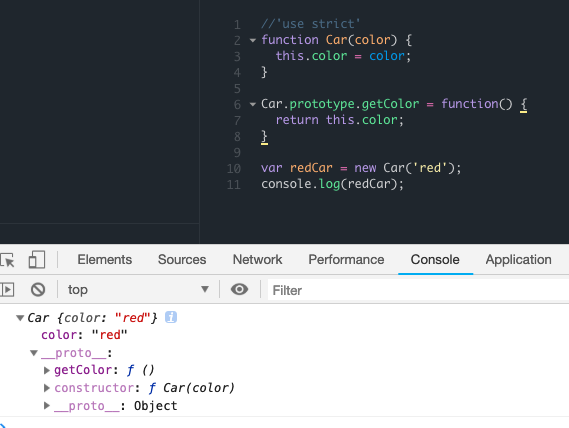 1 //'use strict'
2 function Car(color) {
3 this.color = color;
4 }
5
6 Car.prototype.getColor = function() {
7 return this.color;
8 }
9
10 var redCar = new Car('red');
11 console.log(redCar);
Elements Sources Network Performance Console Application
top Filter
Car {color: "red"} i
color: "red"
__proto__:
getColor: ƒ ()
constructor: ƒ Car(color)
__proto__: Object